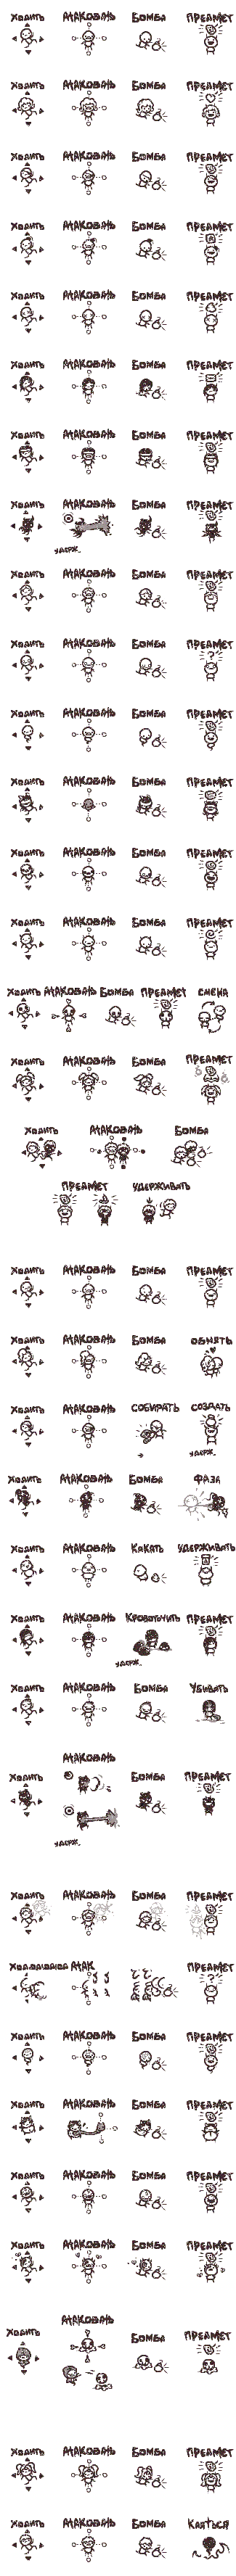 Ходить Атаковать Бомба Предмет
Ходить Атаковать Бомба Предмет
Ходить Атаковать Бомба Предмет
Ходить Атаковать Бомба Предмет
Ходить Атаковать Бомба Предмет
Ходить Атаковать Бомба Предмет
Ходить Атаковать Бомба Предмет
Ходить Атаковать Бомба Предмет
удерж.
Ходить Атаковать Бомба Предмет
Ходить Атаковать Бомба Предмет
Ходить Атаковать Бомба Предмет
Ходить Атаковать Бомба Предмет
Ходить Атаковать Бомба Предмет
Ходить Атаковать Бомба Предмет
Ходить Атаковать Бомба Предмет Смена
Ходить Атаковать Бомба Предмет
Ходить Атаковать Бомба
Предмет Удерживать
Ходить Атаковать Бомба Предмет
Ходить Атаковать Бомба Обнять
Ходить Атаковать Собирать Создать
удерж.
Ходить Атаковать Бомба Фаза
Ходить Атаковать Какать Удерживать
Ходить Атаковать Кровоточить Предмет
удерж.
Ходить Атаковать Бомба Убивать
Атаковать
Ходить Бомба Предмет
удерж.
Ходить Атаковать Бомба Предмет
Атак Предмет
Ходить Атаковать Бомба Предмет
Ходить Атаковать Бомба Предмет
Ходить Атаковать Бомба Предмет
Ходить Атаковать Бомба Предмет
Атаковать
Ходить Бомба Предмет
Ходить Атаковать Бомба Предмет
Ходить Атаковать Бомба Каяться